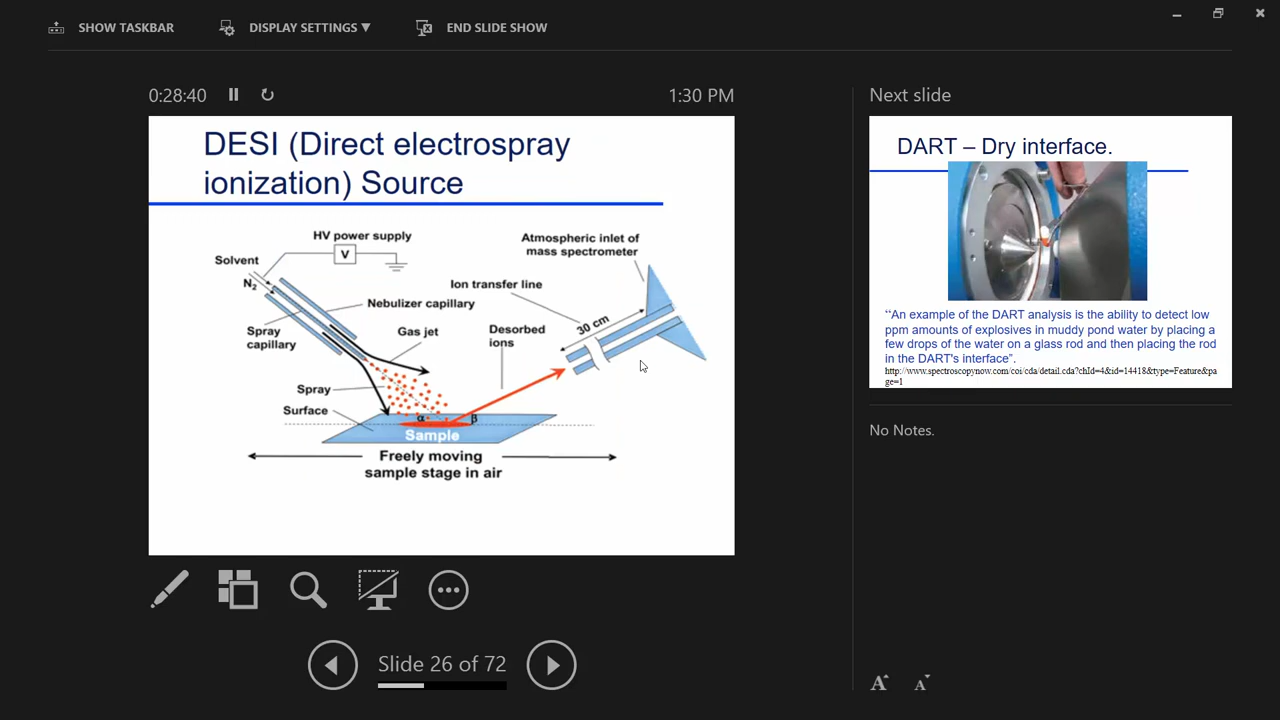 SHOW TASKBAR
DISPLAY SETTINGS ▼
END SLIDE SHOW
0:28:40
1:30 PM
DESI (Direct electrospray
ionization) Source
HV power supply
V
Solvent
N2
Nebulizer capillary
Spray
capillary
Gas jet
Spray
Surface
α
β
Sample
Freely moving
sample stage in air
Atmospheric inlet of
mass spectrometer
Ion transfer line
30 cm
Desorbed
ions
Slide 26 of 72
Next slide
DART – Dry interface.
“An example of the DART analysis is the ability to detect low
ppm amounts of explosives in muddy pond water by placing a
few drops of the water on a glass rod and then placing the rod
in the DART's interface”.
http://www.spectroscopynow.com/coi/cda/detail.cda?chId=4&id=14418&type=Feature&pa
ge=1
No Notes.
A A